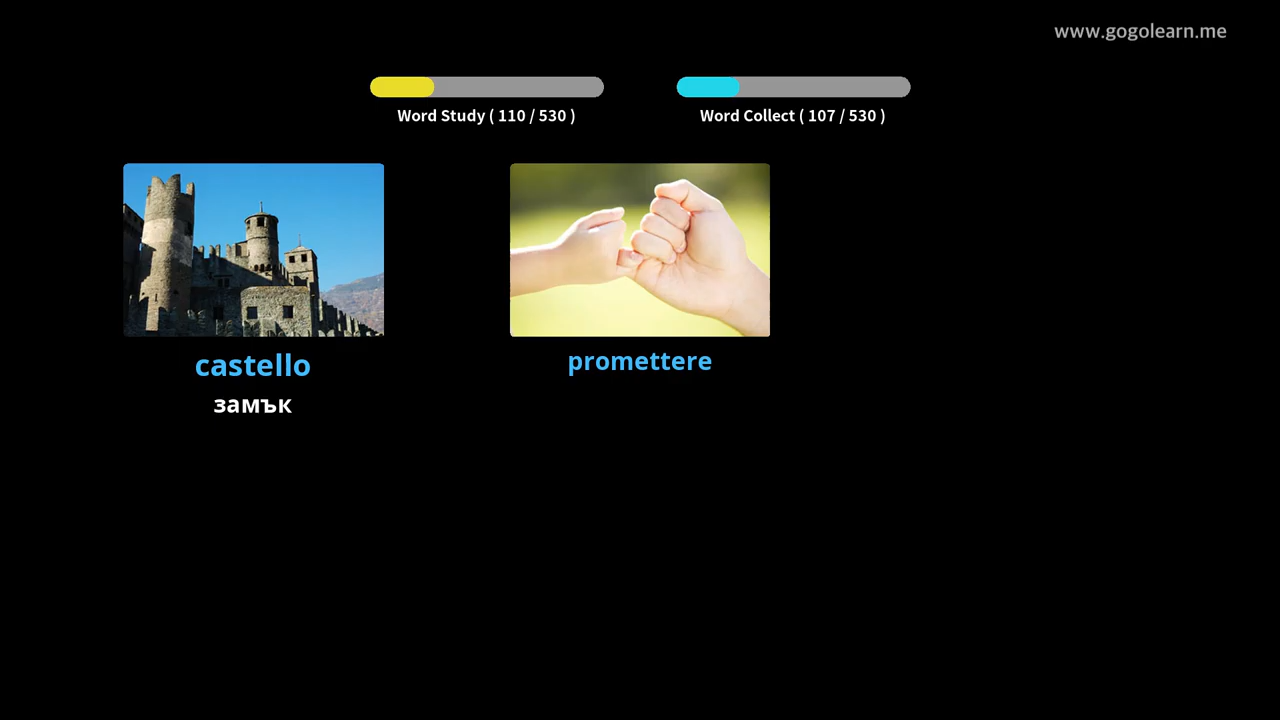 www.gogolearn.me
Word Study ( 110 / 530 )
Word Collect ( 107 / 530 )
castello
замък
promettere